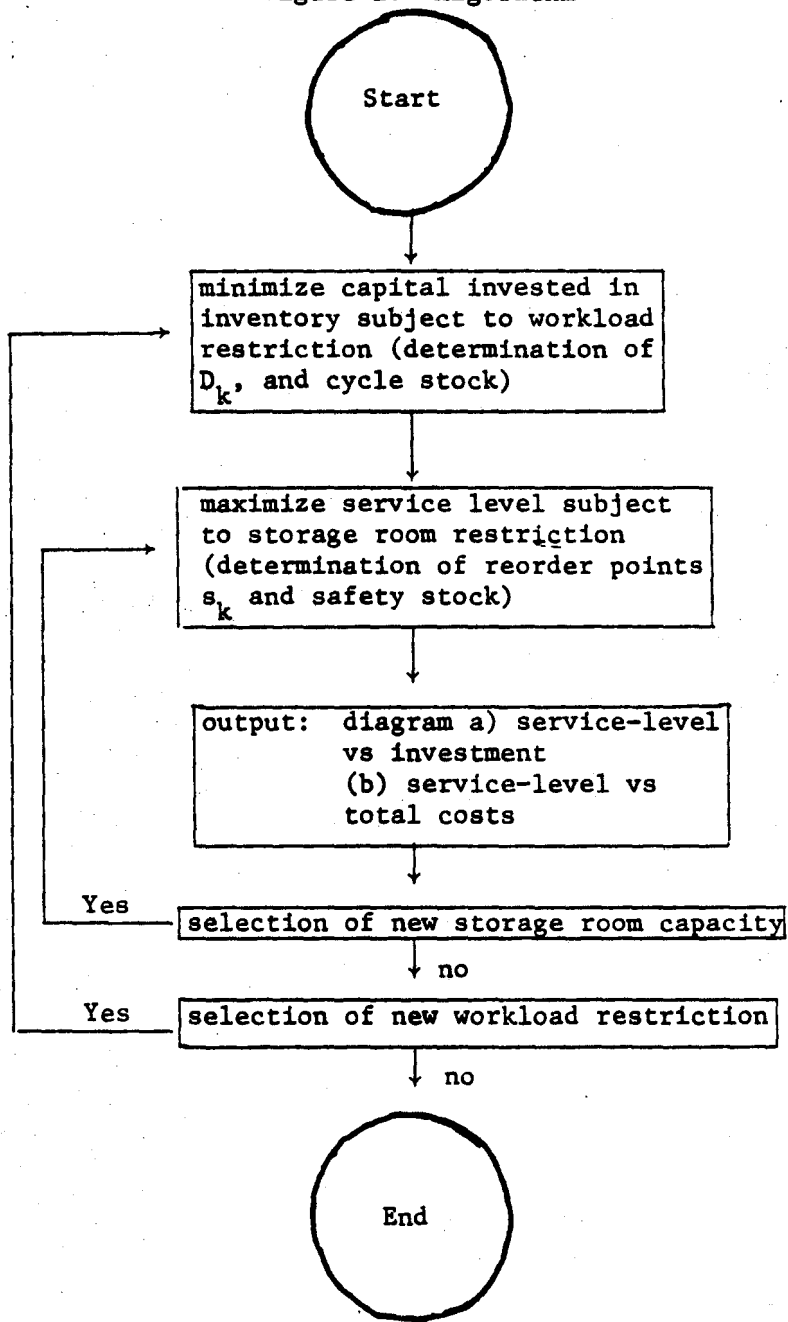 Start
minimize capital invested in
inventory subject to workload
restriction (determination of
D_k, and cycle stock)
maximize service level subject
to storage room restriction
(determination of reorder points
s_k and safety stock)
output: diagram a) service-level
vs investment
(b) service-level vs
total costs
Yes
selection of new storage room capacity
no
Yes
selection of new workload restriction
no
End